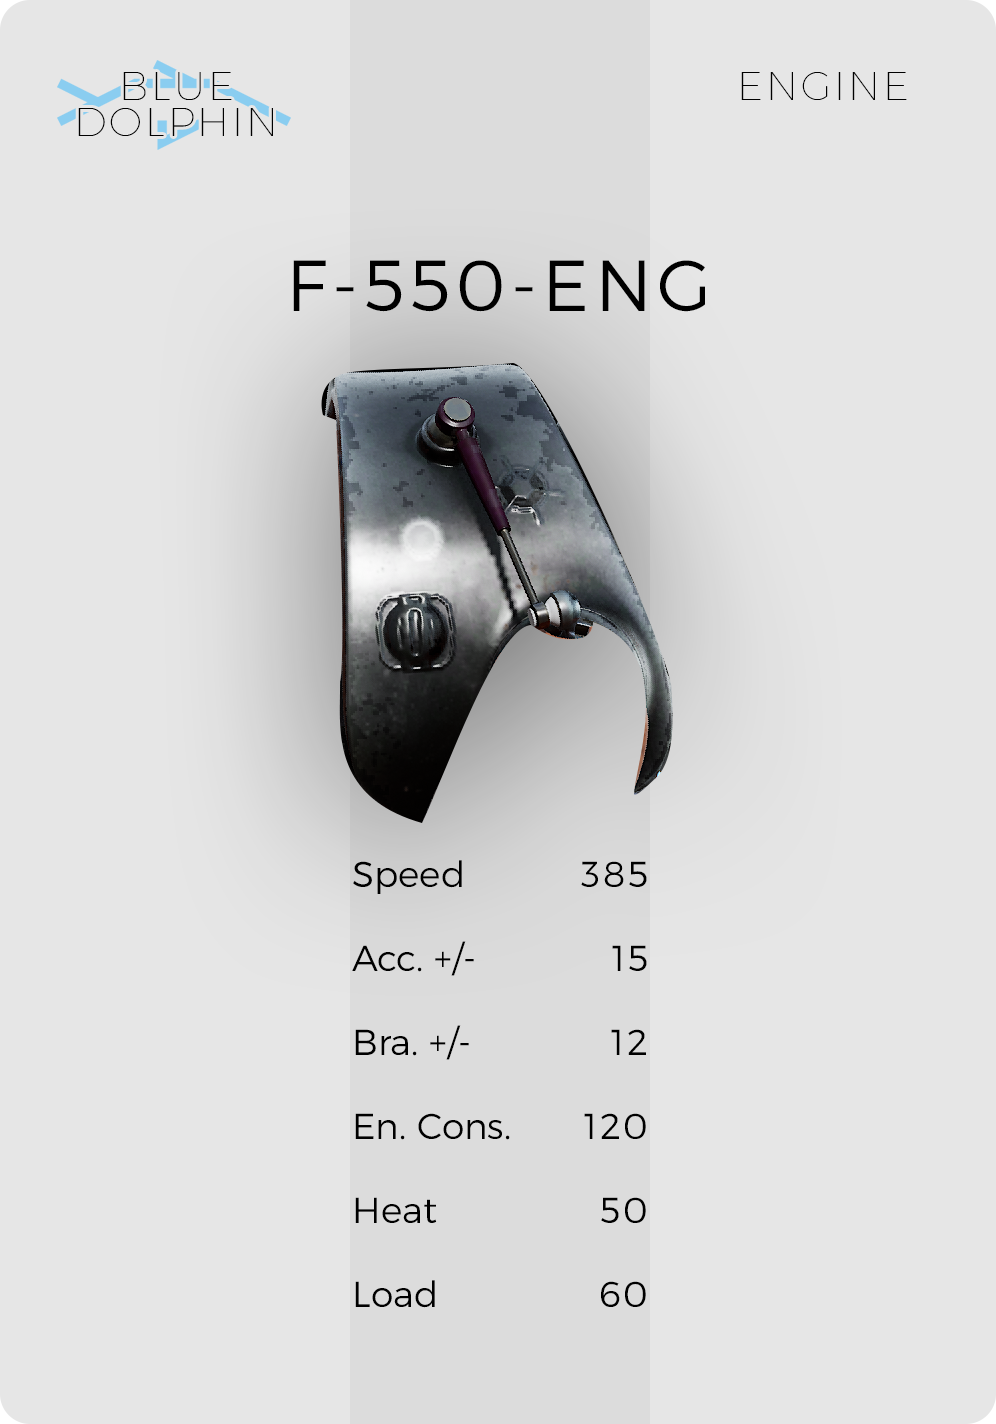 BLUE
DOLPHIN
ENGINE
F-550-ENG
Speed 385
Acc. +/- 15
Bra. +/- 12
En. Cons. 120
Heat 50
Load 60